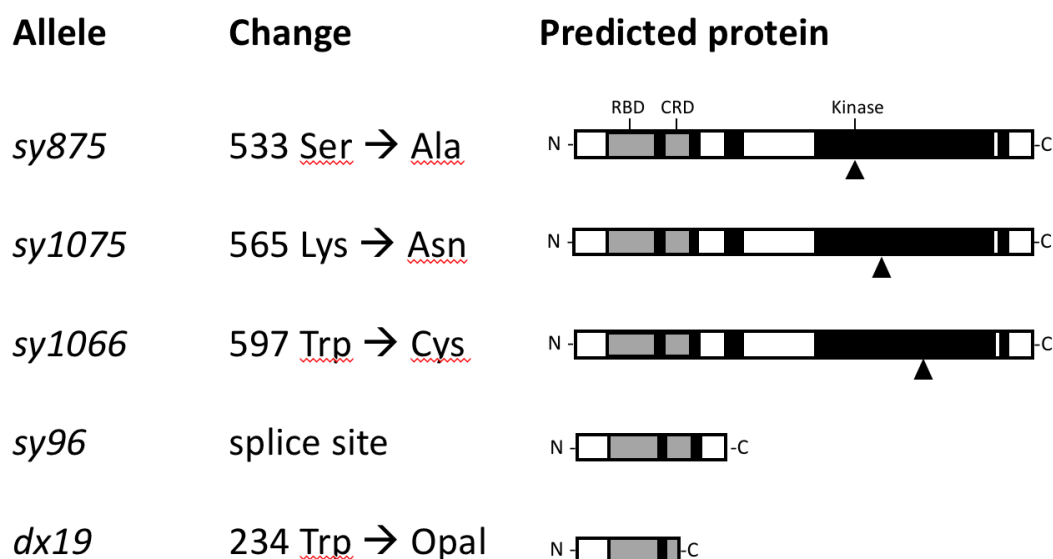 Allele Change Predicted protein
RBD CRD Kinase
sy875 533 Ser → Ala N - -C
sy1075 565 Lys → Asn N - -C
sy1066 597 Trp → Cys N - -C
sy96 splice site N - -C
dx19 234 Trp → Opal N - -C